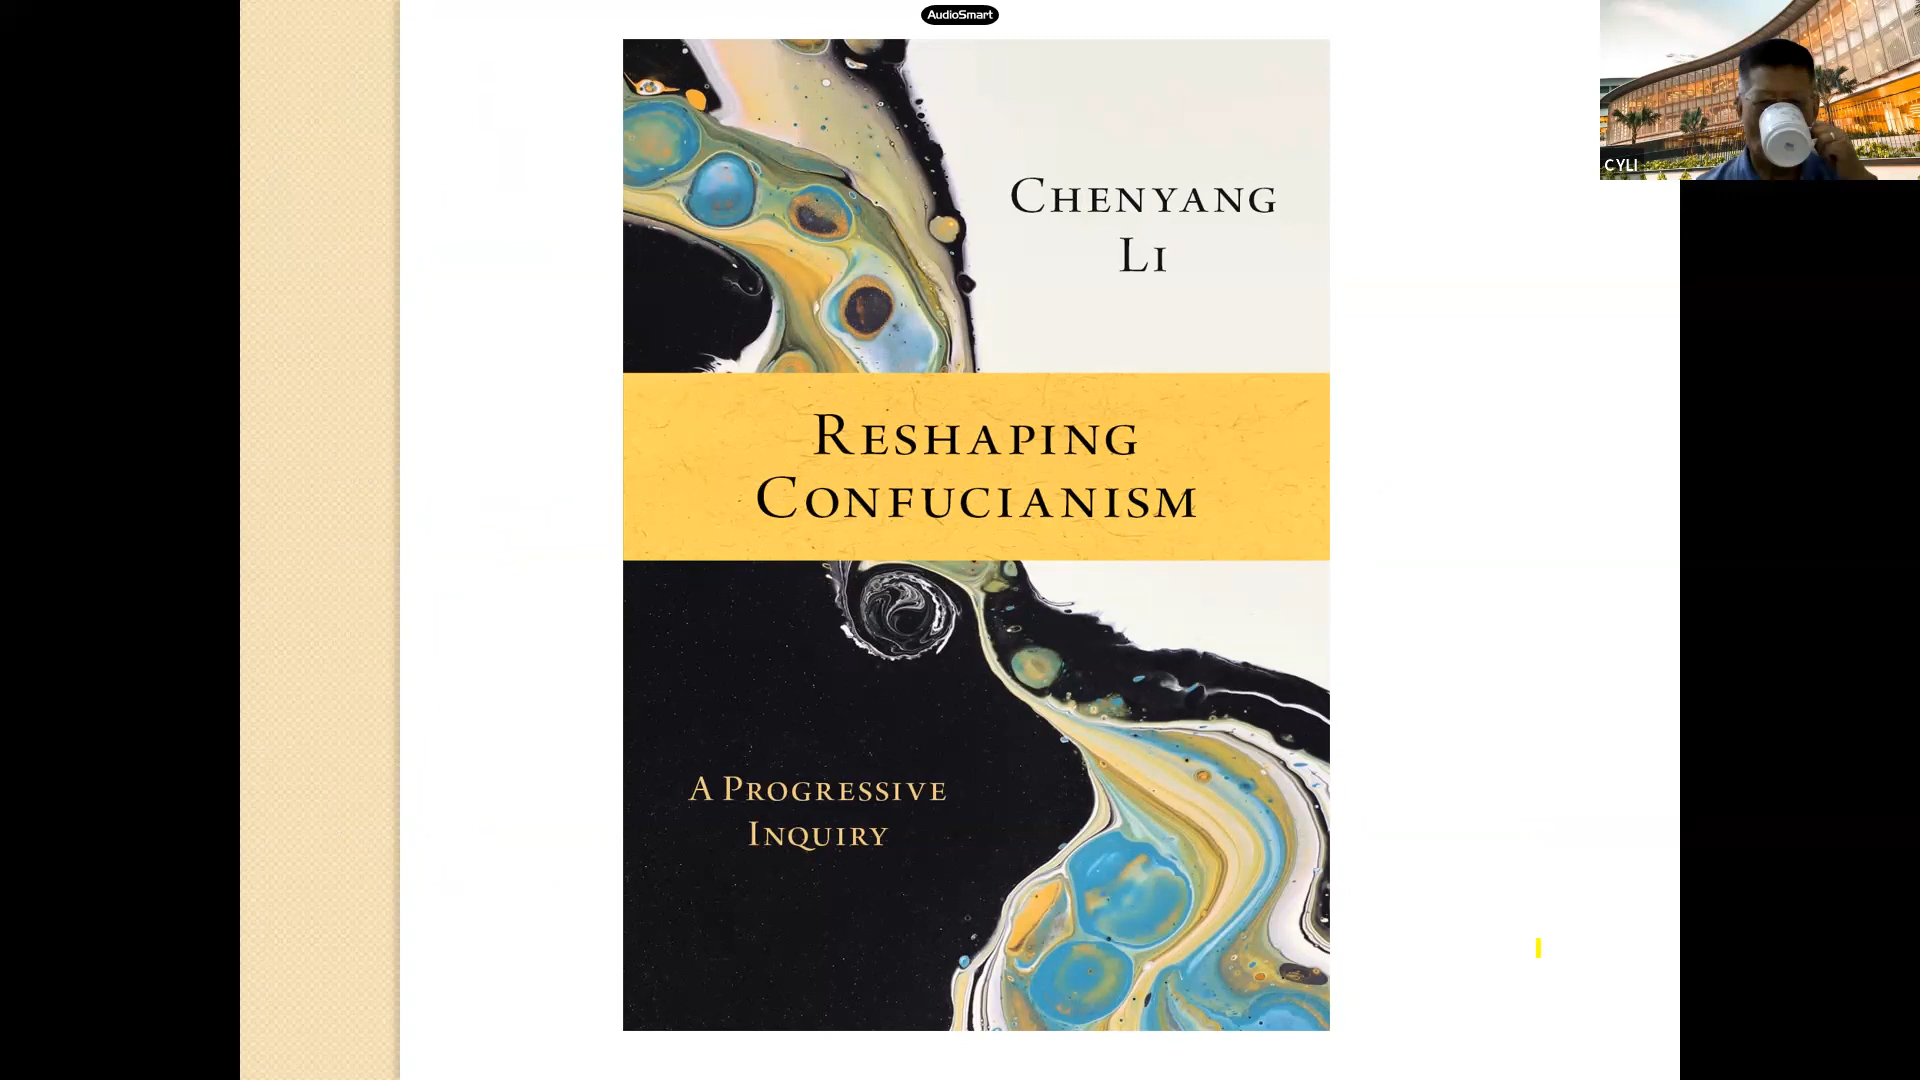 AudioSmart
CHENYANG
LI
RESHAPING
CONFUCIANISM
A PROGRESSIVE
INQUIRY
CYLI